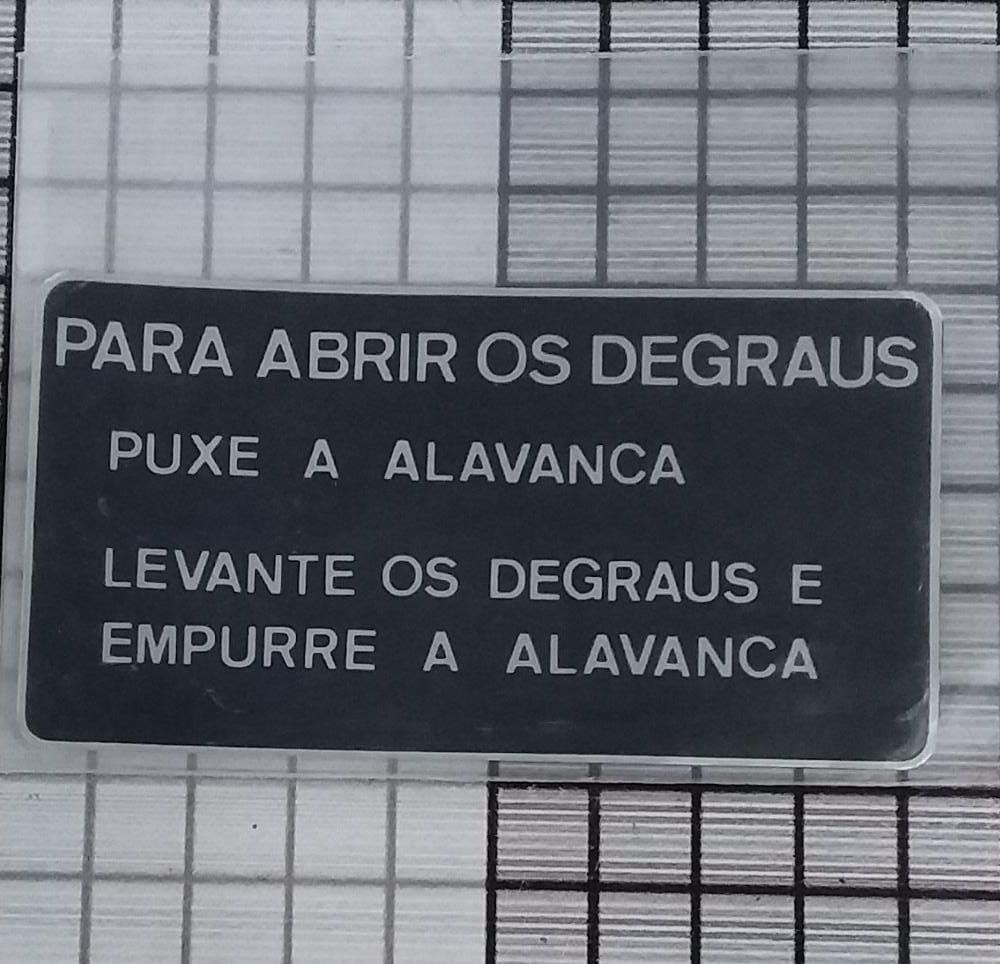 PARA ABRIR OS DEGRAUS
PUXE A ALAVANCA
LEVANTE OS DEGRAUS E
EMPURRE A ALAVANCA